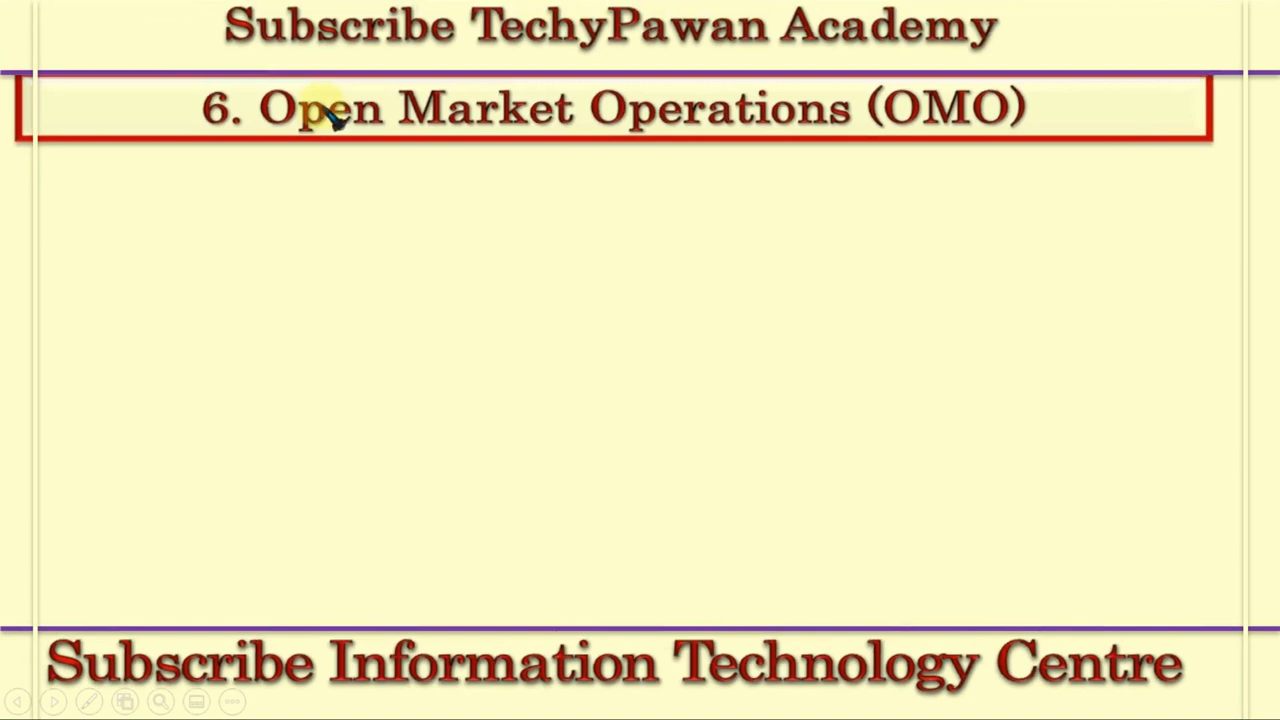 Subscribe TechyPawan Academy
6. Open Market Operations (OMO)
Subscribe Information Technology Centre